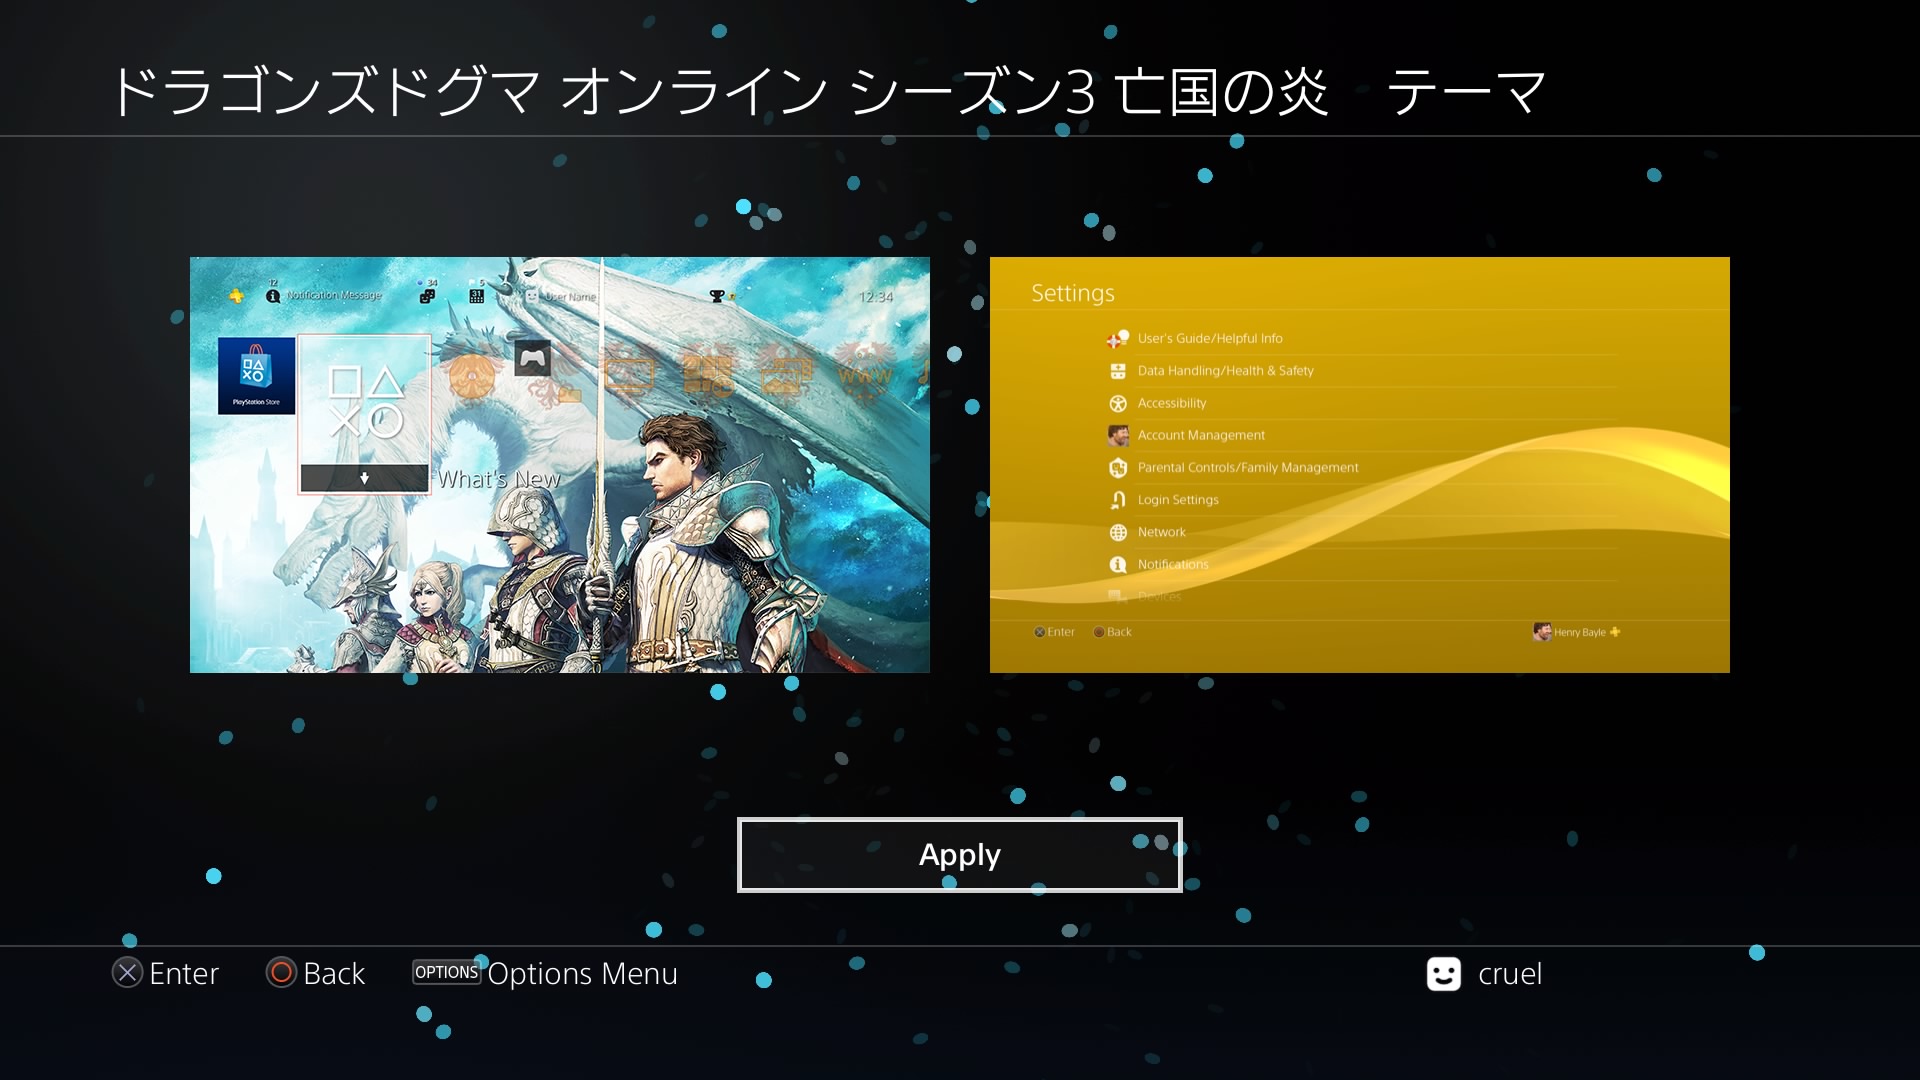 ドラゴンズドグマ オンライン シーズン3 亡国の炎　テーマ
12
Notification Message
34
5
31
User Name
12:34
PlayStation Store
www
What's New
Settings
User's Guide/Helpful Info
Data Handling/Health & Safety
Accessibility
Account Management
Parental Controls/Family Management
Login Settings
Network
Notifications
Devices
Enter Back
Henry Bayle
Apply
Enter Back OPTIONS Options Menu
cruel